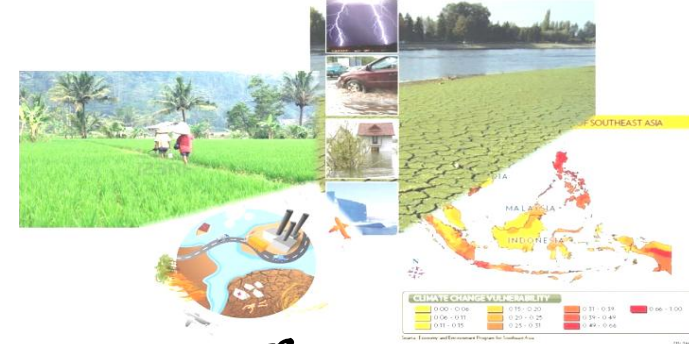 OF SOUTHEAST ASIA
MALAYSIA
INDONESIA
N
CLIMATE CHANGE VULNERABILITY
0.00 - 0.06
0.15 - 0.20
0.31 - 0.39
0.66 - 1.00
0.06 - 0.11
0.20 - 0.25
0.39 - 0.49
0.11 - 0.15
0.25 - 0.31
0.49 - 0.66
Source: Economy and Environment Program for Southeast Asia